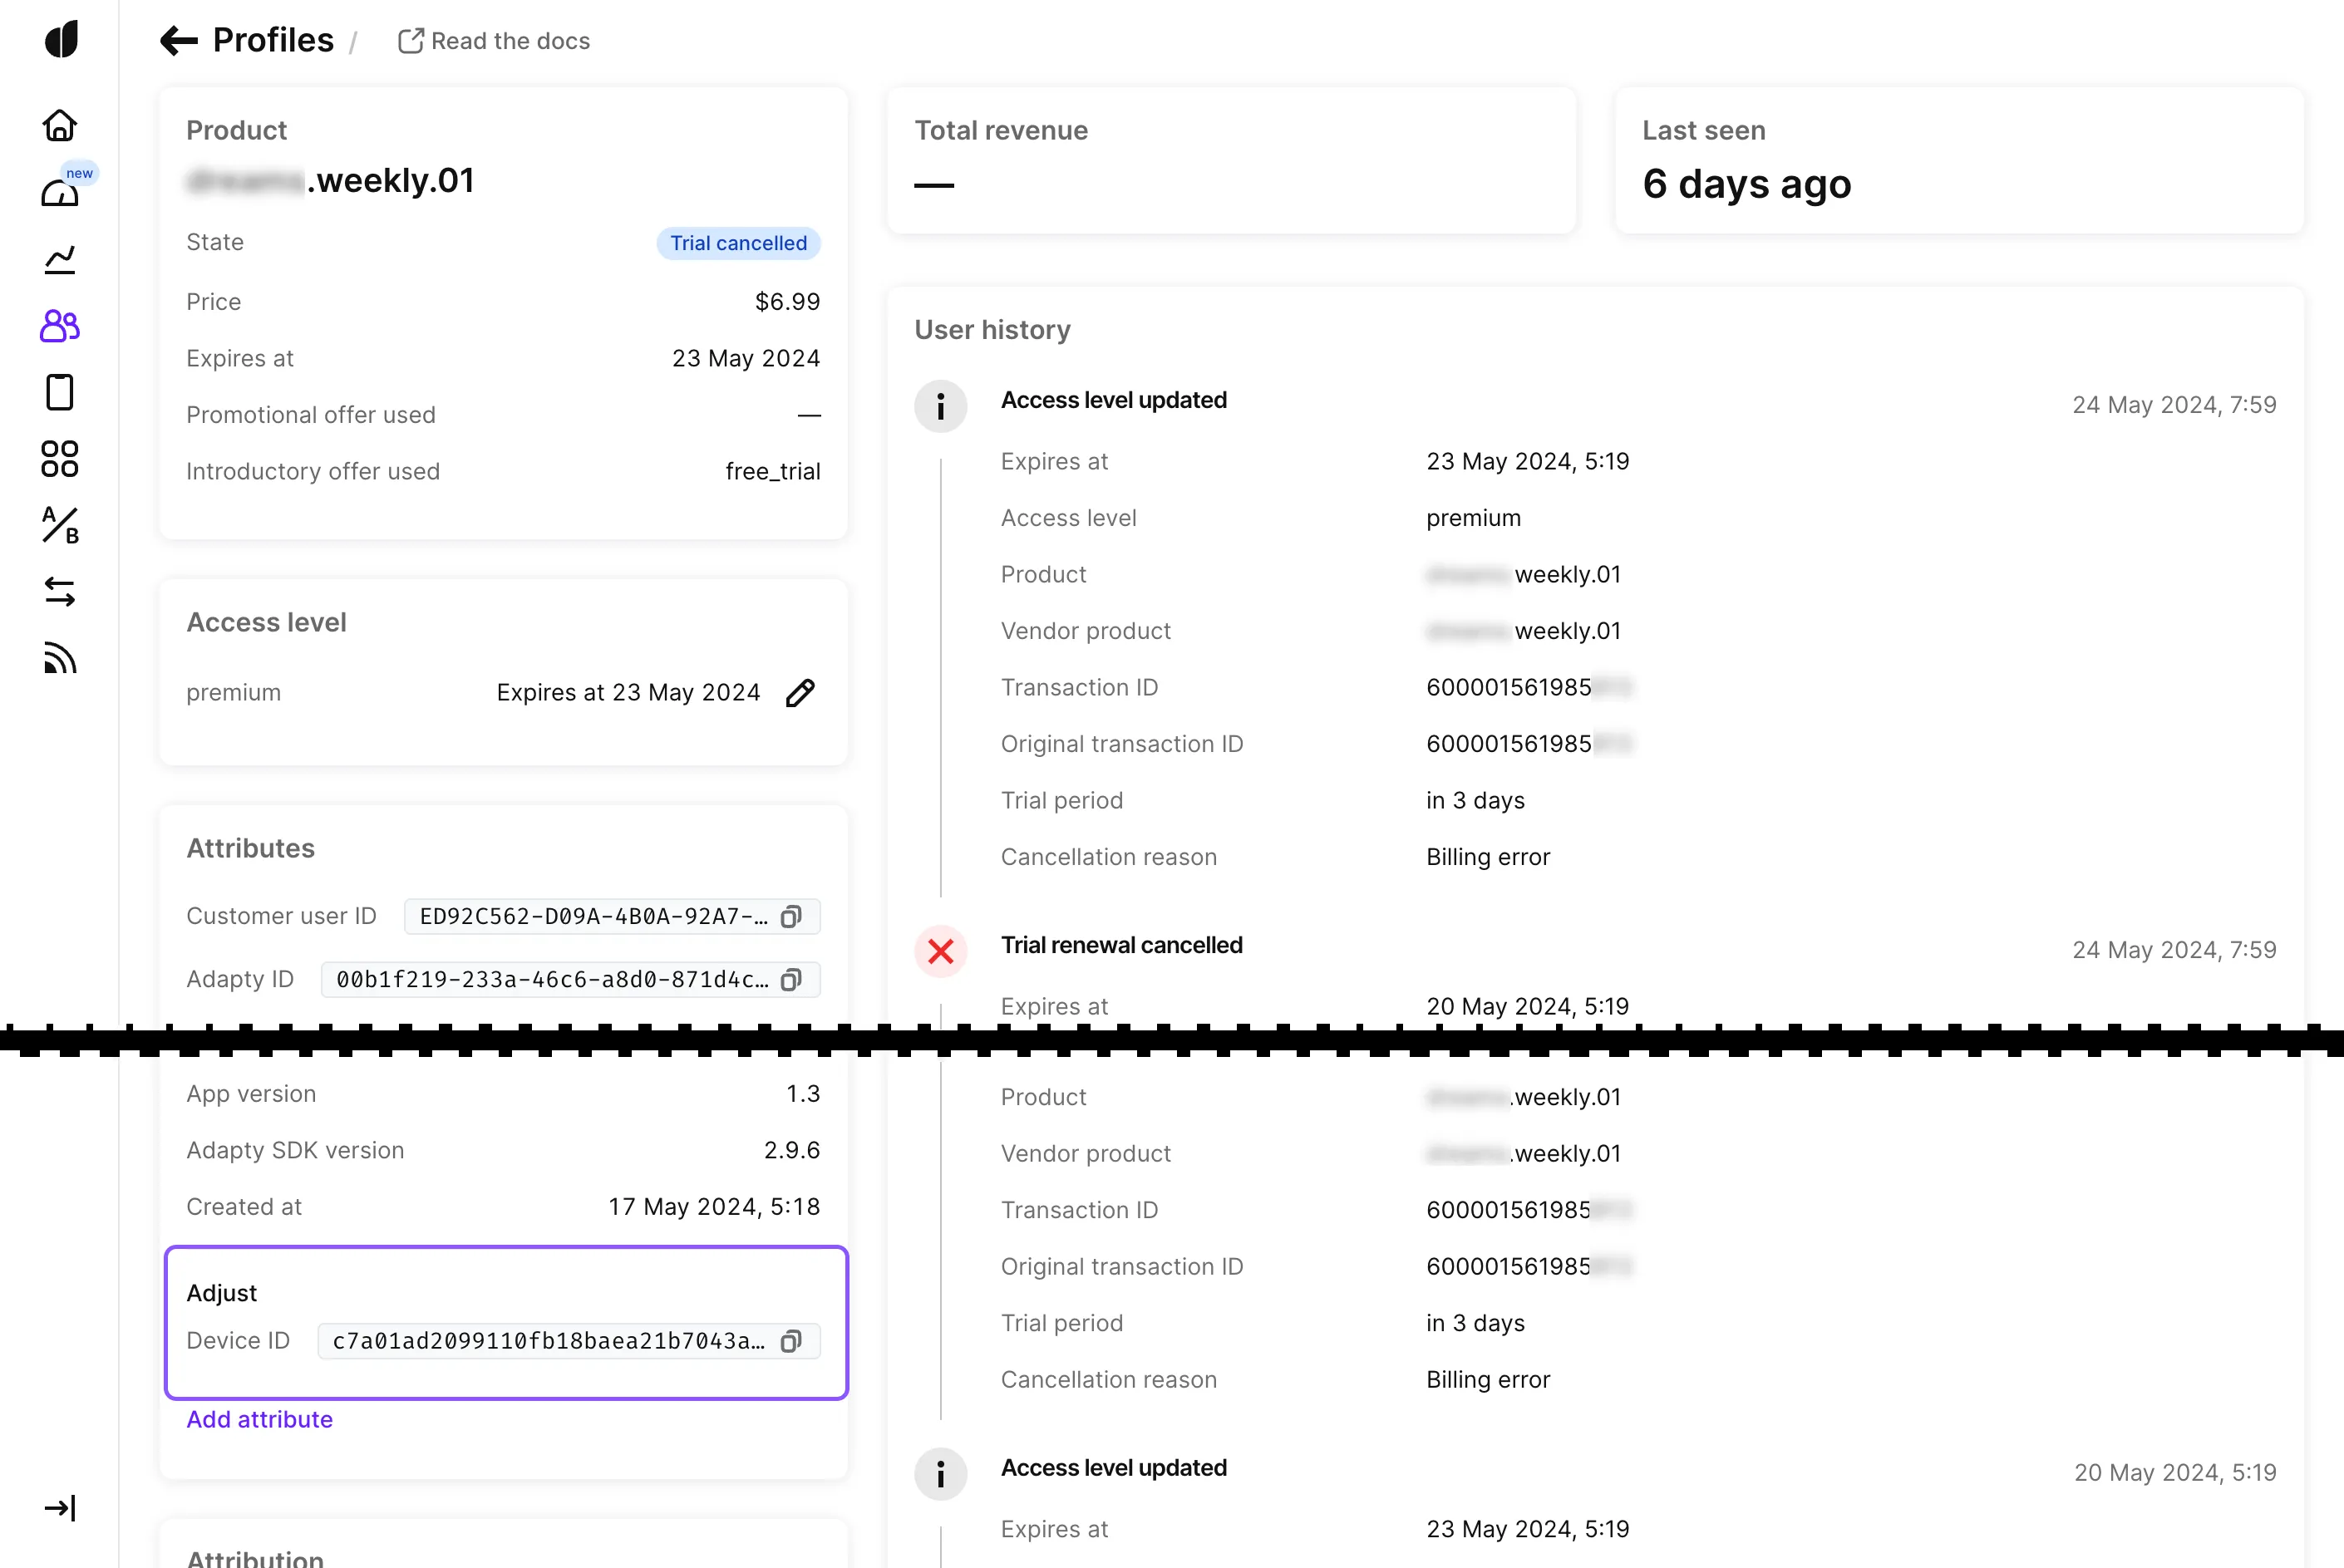 Profiles / Read the docs
new
A/B
Product
.weekly.01
State Trial cancelled
Price $6.99
Expires at 23 May 2024
Promotional offer used —
Introductory offer used free_trial
Access level
premium Expires at 23 May 2024
Attributes
Customer user ID ED92C562-D09A-4B0A-92A7-…
Adapty ID 00b1f219-233a-46c6-a8d0-871d4c…
App version 1.3
Adapty SDK version 2.9.6
Created at 17 May 2024, 5:18
Adjust
Device ID c7a01ad2099110fb18baea21b7043a…
Add attribute
Attribution
Total revenue
—
Last seen
6 days ago
User history
Access level updated 24 May 2024, 7:59
Expires at 23 May 2024, 5:19
Access level premium
Product weekly.01
Vendor product weekly.01
Transaction ID 600001561985
Original transaction ID 600001561985
Trial period in 3 days
Cancellation reason Billing error
Trial renewal cancelled 24 May 2024, 7:59
Expires at 20 May 2024, 5:19
Product .weekly.01
Vendor product .weekly.01
Transaction ID 600001561985
Original transaction ID 600001561985
Trial period in 3 days
Cancellation reason Billing error
Access level updated 20 May 2024, 5:19
Expires at 23 May 2024, 5:19